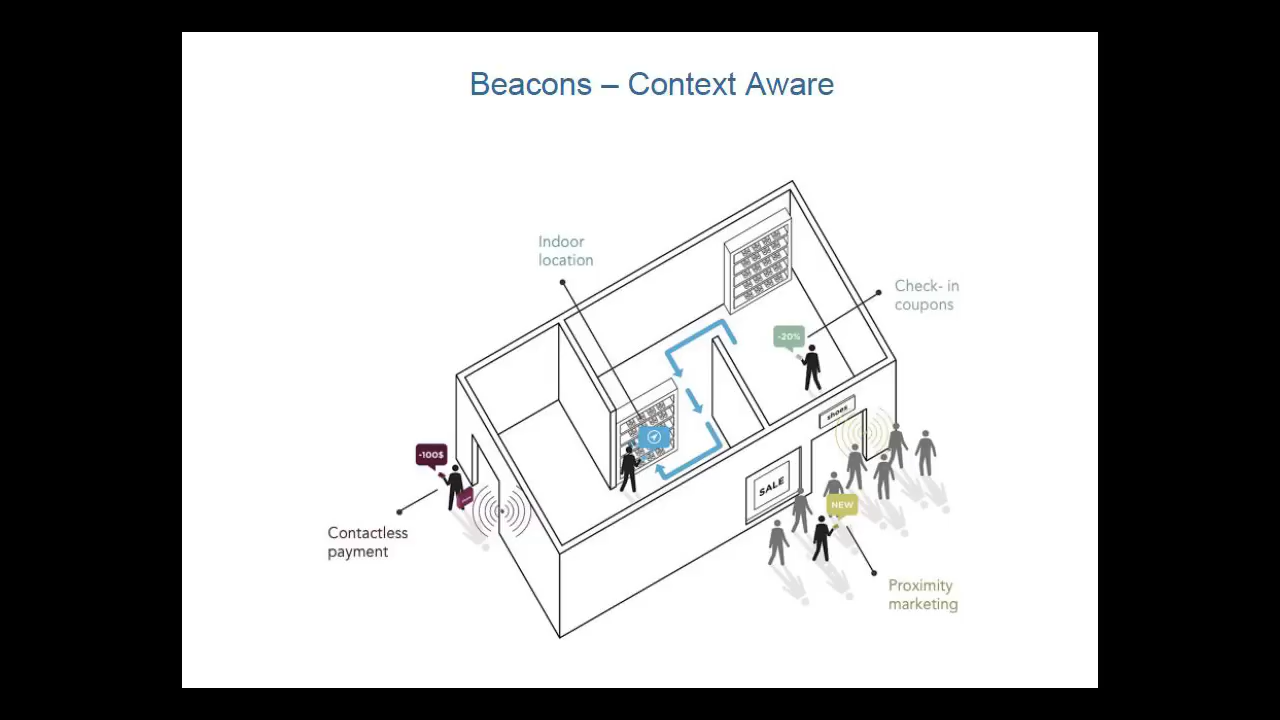 Beacons – Context Aware
Indoor
location
Check- in
coupons
-20%
shoes
-100$
SALE
NEW
Contactless
payment
Proximity
marketing